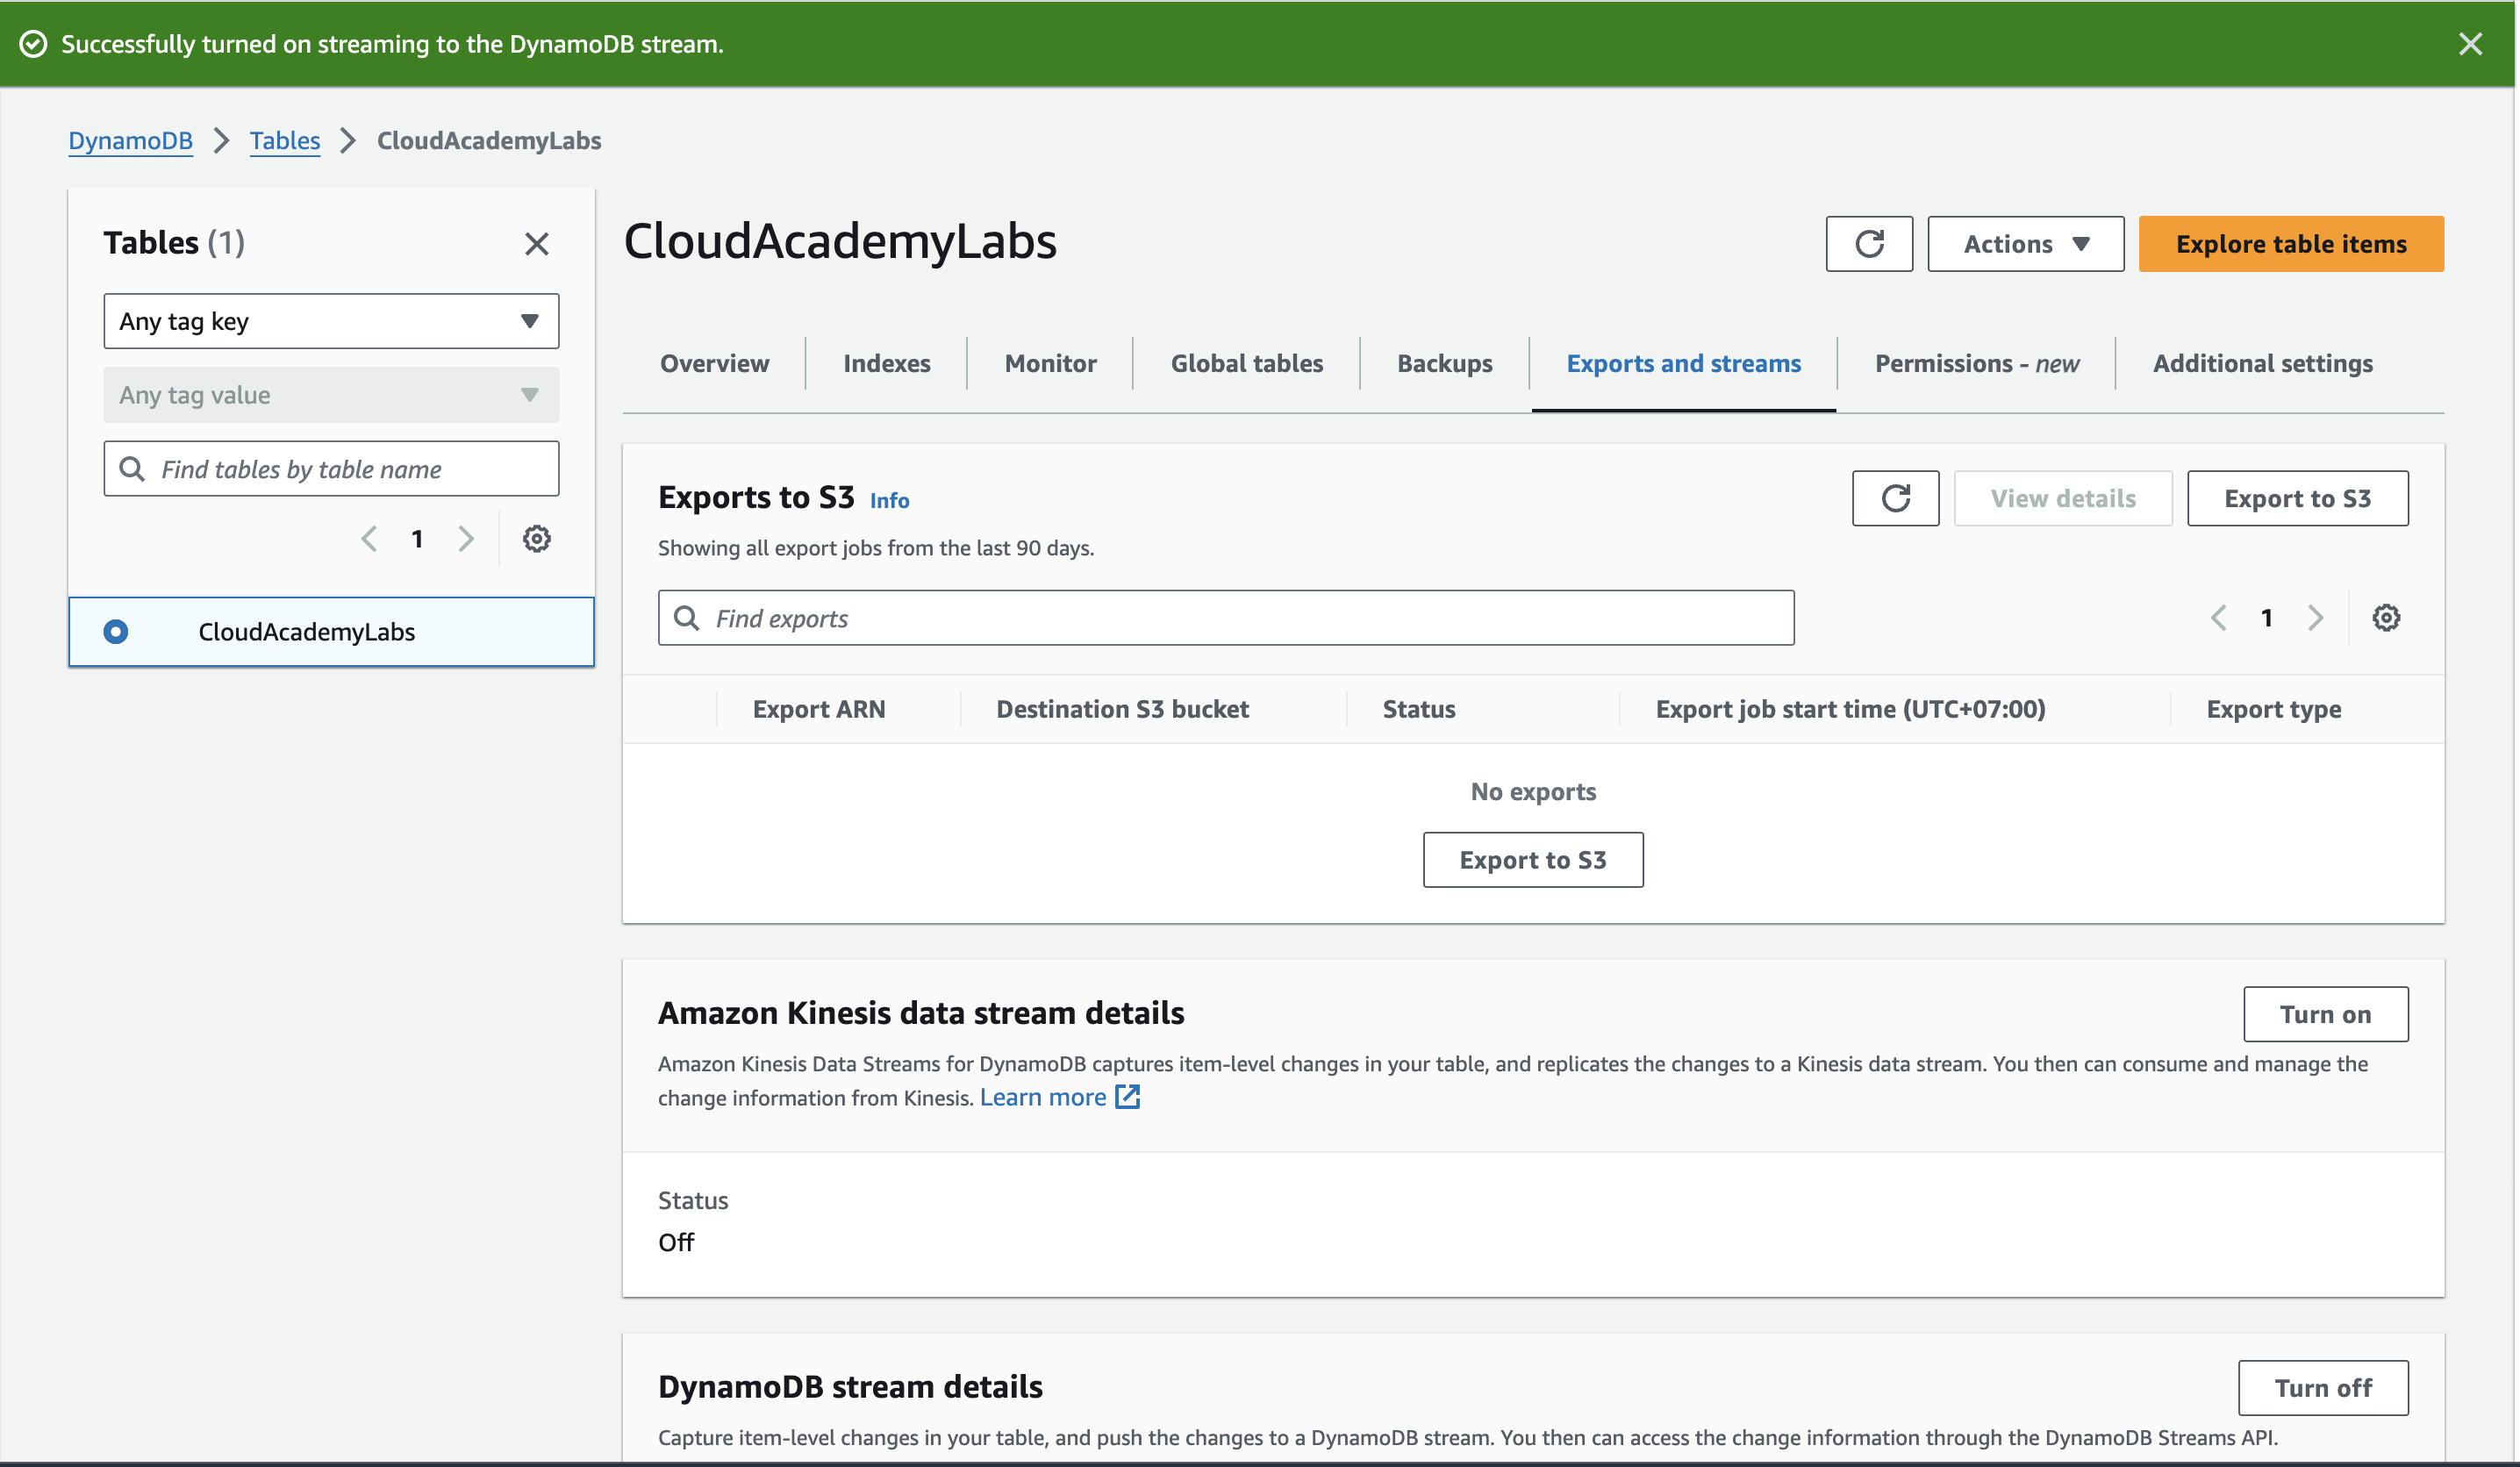 Successfully turned on streaming to the DynamoDB stream.
DynamoDB Tables CloudAcademyLabs
Tables (1)
Any tag key
Any tag value
Find tables by table name
1
CloudAcademyLabs
CloudAcademyLabs
Actions
Explore table items
Overview
Indexes
Monitor
Global tables
Backups
Exports and streams
Permissions - new
Additional settings
Exports to S3 Info
View details
Export to S3
Showing all export jobs from the last 90 days.
Find exports
1
Export ARN
Destination S3 bucket
Status
Export job start time (UTC+07:00)
Export type
No exports
Export to S3
Amazon Kinesis data stream details
Turn on
Amazon Kinesis Data Streams for DynamoDB captures item-level changes in your table, and replicates the changes to a Kinesis data stream. You then can consume and manage the
change information from Kinesis. Learn more
Status
Off
DynamoDB stream details
Turn off
Capture item-level changes in your table, and push the changes to a DynamoDB stream. You then can access the change information through the DynamoDB Streams API.